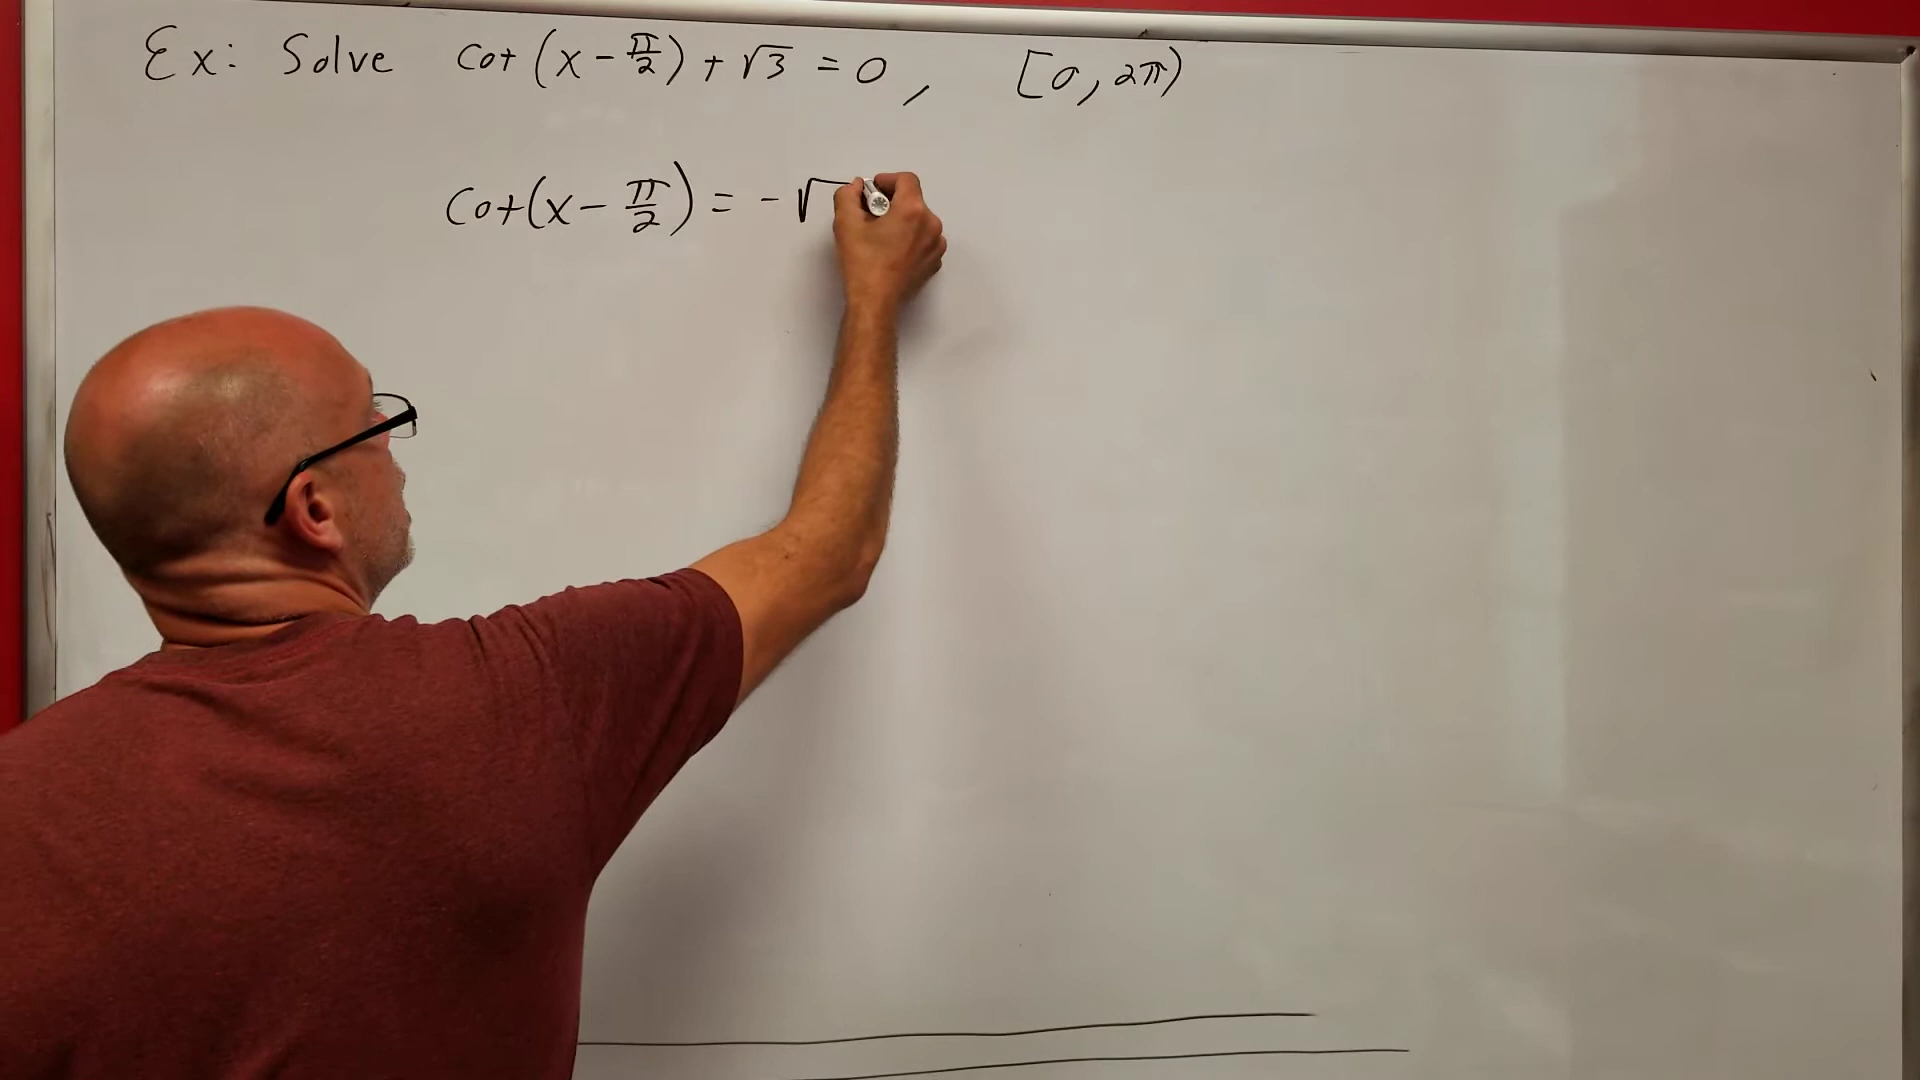 Ex: Solve cot(x - π/2) + √3 = 0, [0, 2π)
Cot(x - π/2) = -√